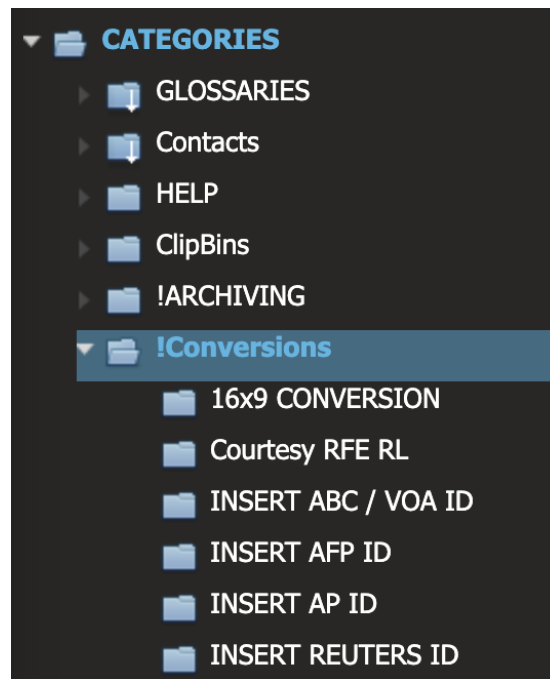 CATEGORIES
GLOSSARIES
Contacts
HELP
ClipBins
!ARCHIVING
!Conversions
16x9 CONVERSION
Courtesy RFE RL
INSERT ABC / VOA ID
INSERT AFP ID
INSERT AP ID
INSERT REUTERS ID